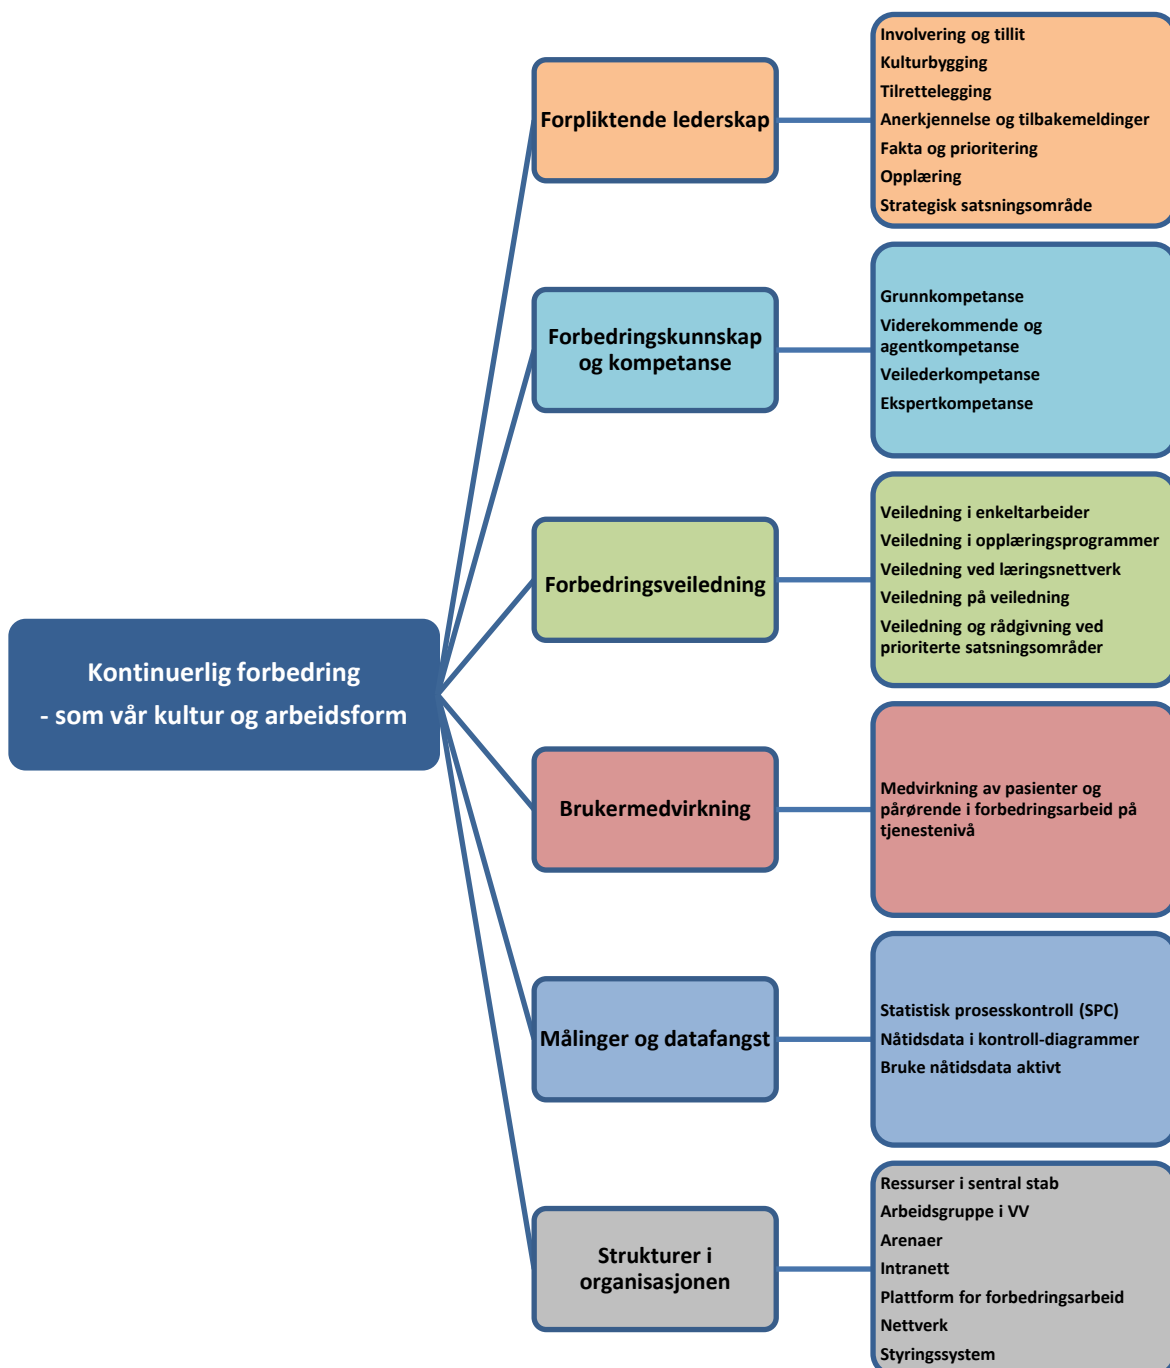 Kontinuerlig forbedring
- som vår kultur og arbeidsform
Forpliktende lederskap
Involvering og tillit
Kulturbygging
Tilrettelegging
Anerkjennelse og tilbakemeldinger
Fakta og prioritering
Opplæring
Strategisk satsningsområde
Forbedringskunnskap
og kompetanse
Grunnkompetanse
Viderekommende og
agentkompetanse
Veilederkompetanse
Ekspertkompetanse
Forbedringsveiledning
Veiledning i enkeltarbeider
Veiledning i opplæringsprogrammer
Veiledning ved læringsnettverk
Veiledning på veiledning
Veiledning og rådgivning ved
prioriterte satsningsområder
Brukermedvirkning
Medvirkning av pasienter og
pårørende i forbedringsarbeid på
tjenestenivå
Målinger og datafangst
Statistisk prosesskontroll (SPC)
Nåtidsdata i kontroll-diagrammer
Bruke nåtidsdata aktivt
Strukturer i
organisasjonen
Ressurser i sentral stab
Arbeidsgruppe i VV
Arenaer
Intranett
Plattform for forbedringsarbeid
Nettverk
Styringssystem